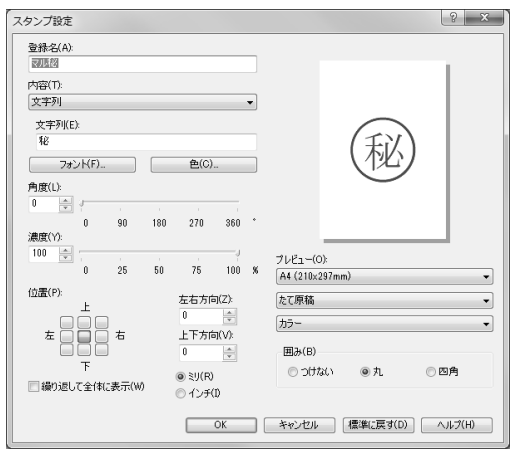 スタンプ設定
登録名(A):
マル秘
内容(T):
文字列
文字列(E):
秘
フォント(F)...
色(C)...
角度(L):
0
0 90 180 270 360 °
濃度(Y):
100
0 25 50 75 100 %
位置(P):
上
左 右
下
左右方向(Z):
0
上下方向(V):
0
ミリ(R)
インチ(I)
繰り返して全体に表示(W)
秘
プレビュー(O):
A4 (210x297mm)
たて原稿
カラー
囲み(B)
つけない 丸 四角
OK キャンセル 標準に戻す(D) ヘルプ(H)